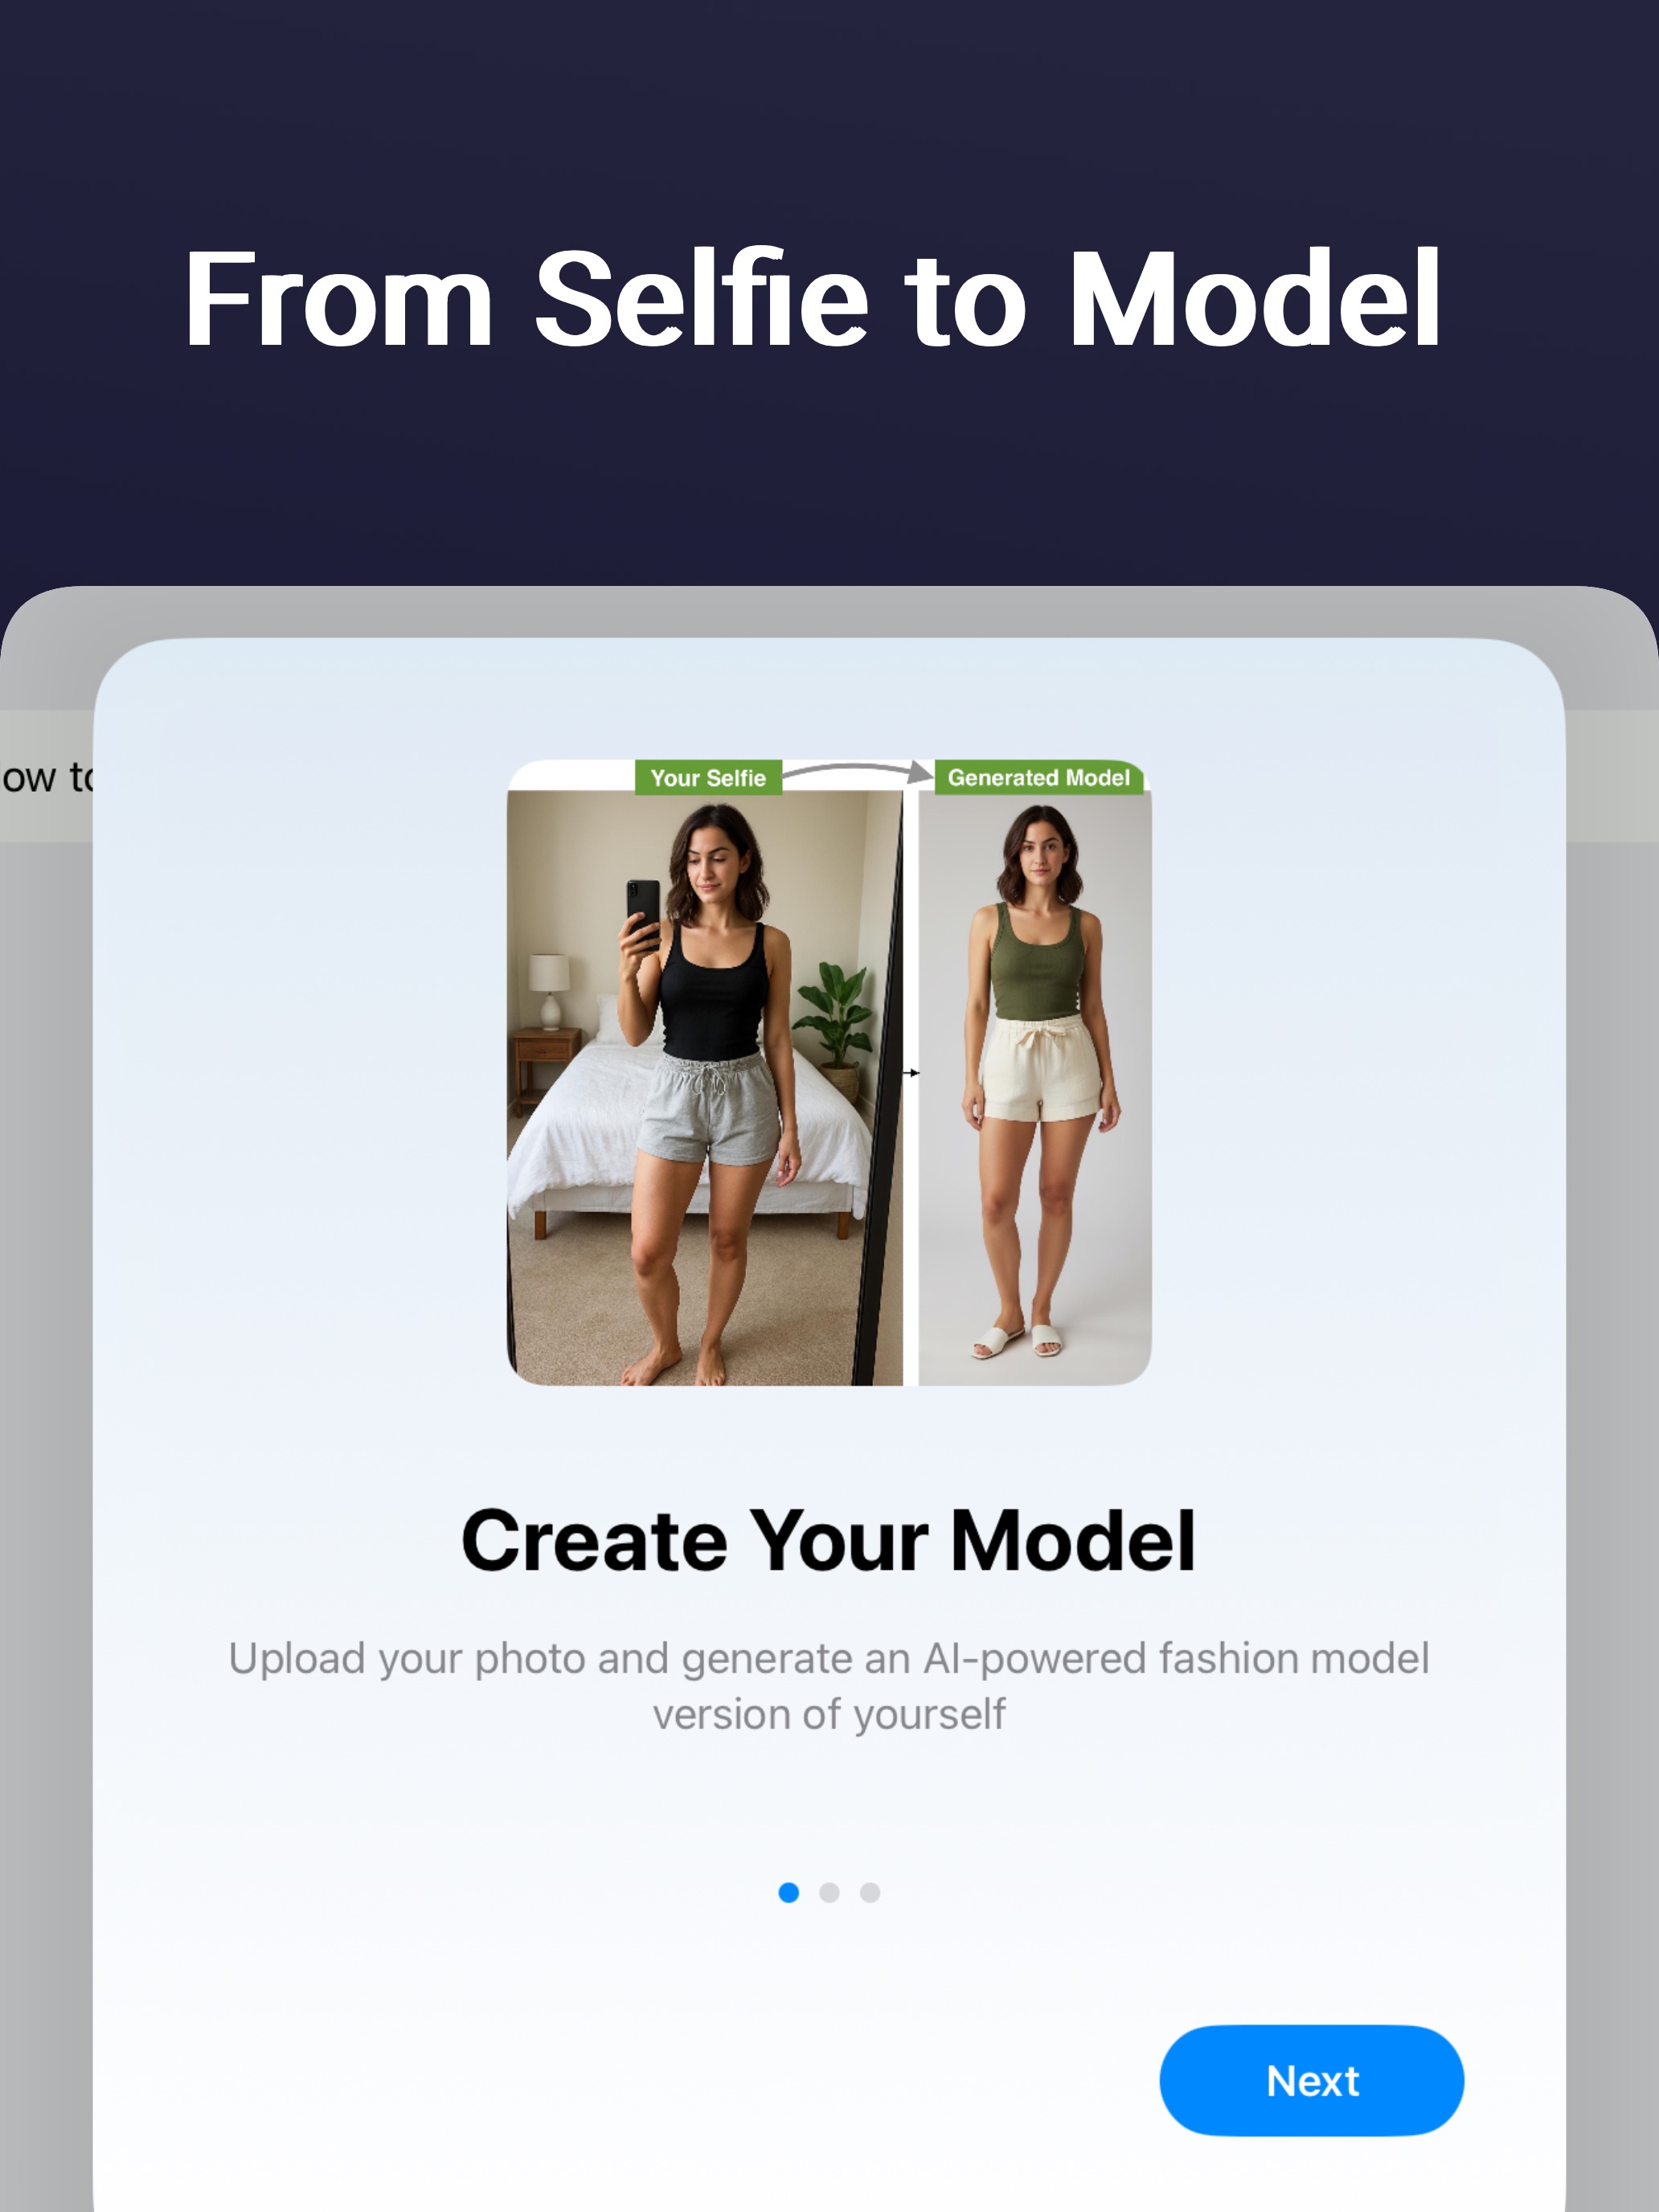 From Selfie to Model
ow to
Your Selfie
Generated Model
Create Your Model
Upload your photo and generate an AI-powered fashion model
version of yourself
Next